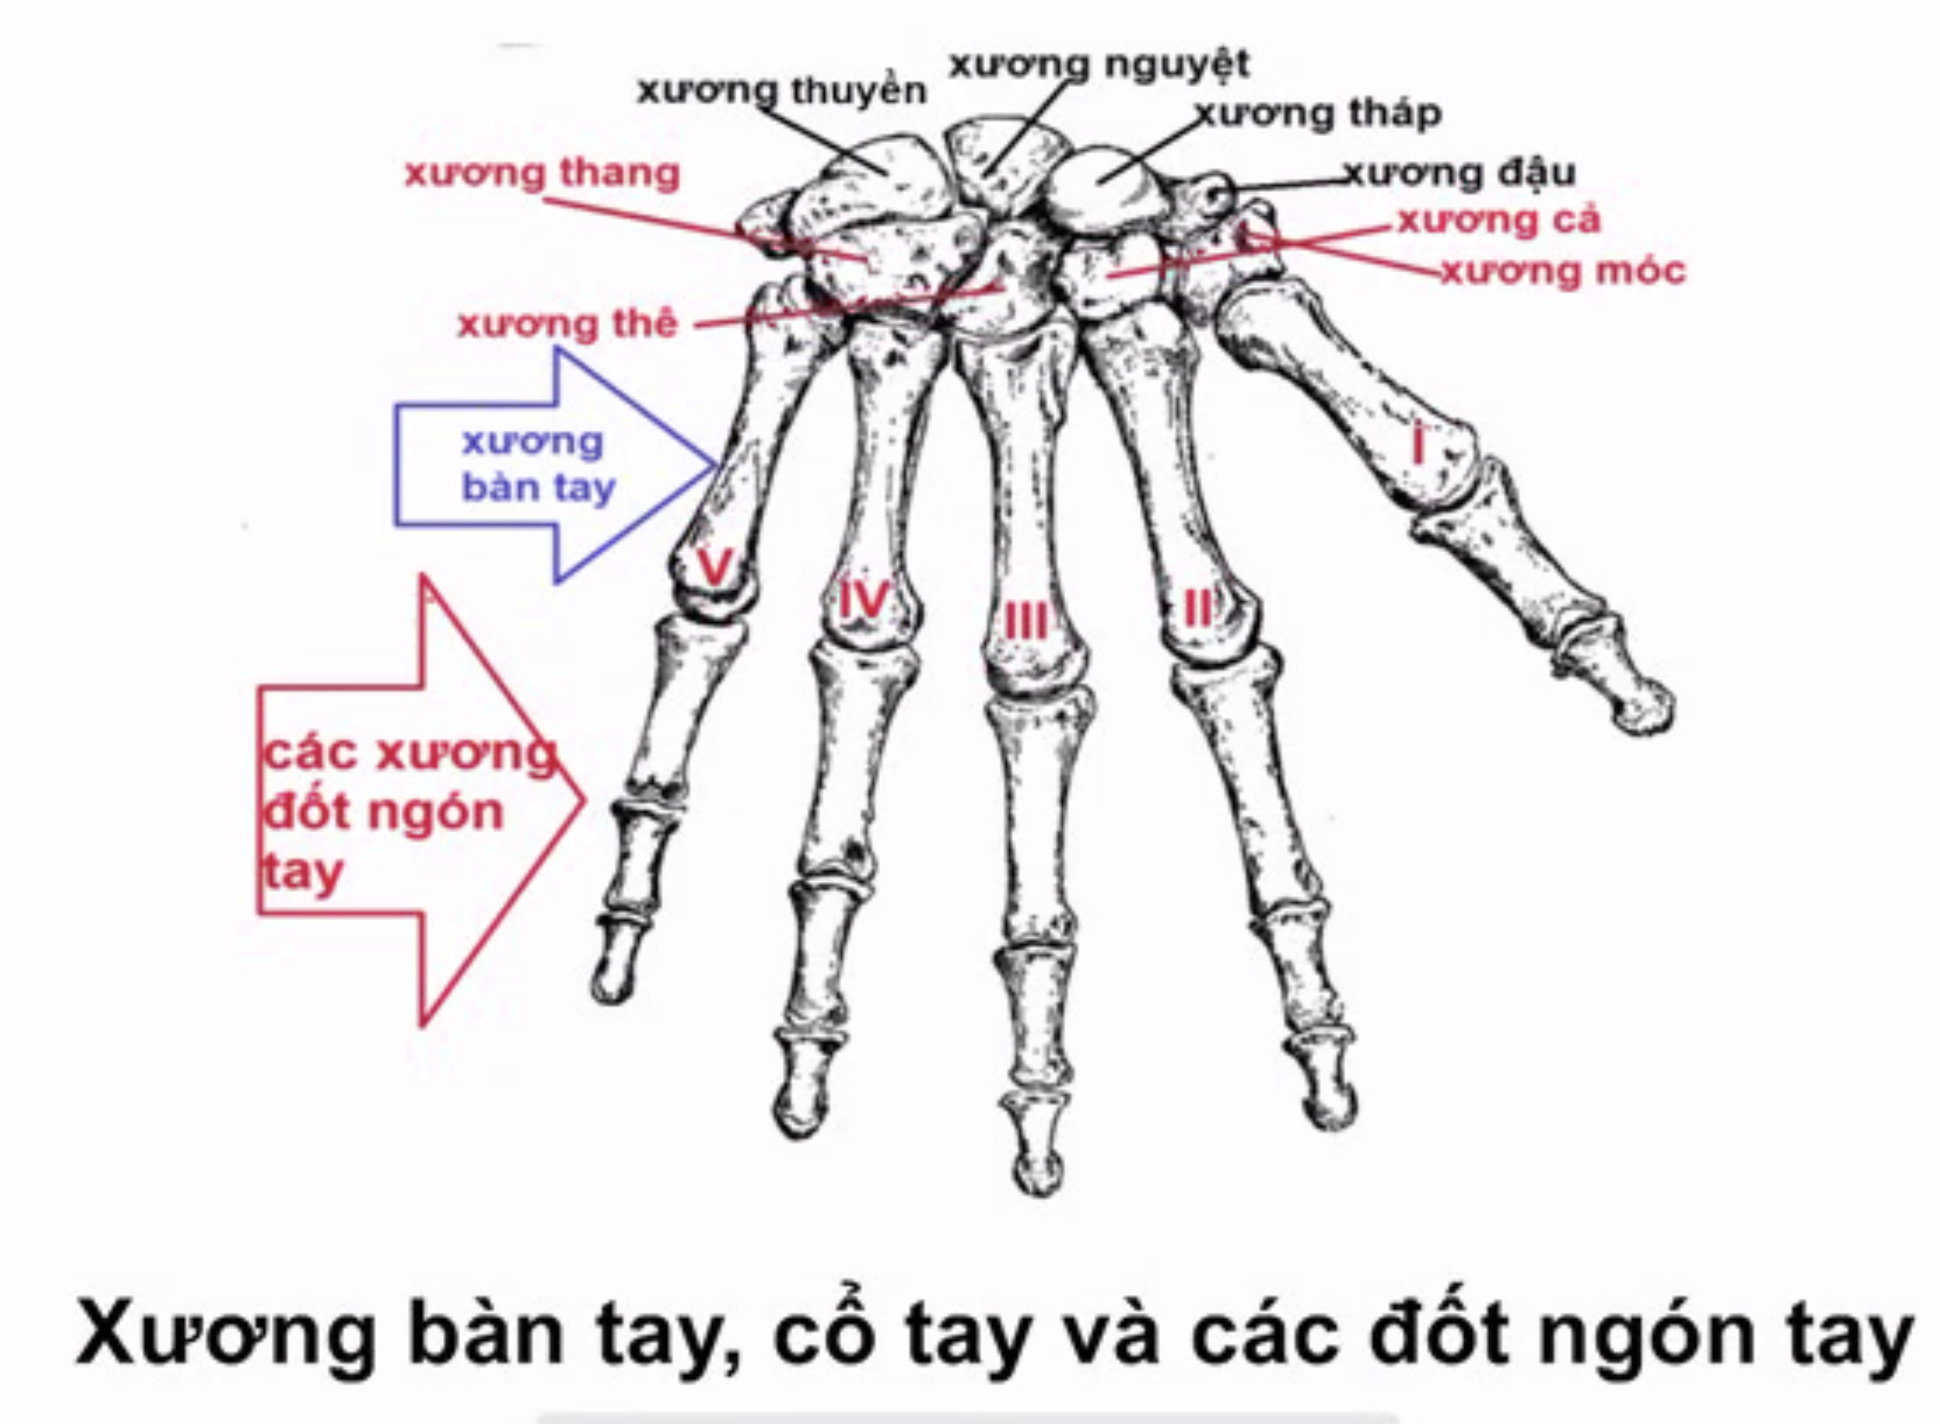 xương nguyệt
xương thuyền
xương tháp
xương thang
xương đậu
xương cả
xương móc
xương thê
xương
bàn tay
I
V
IV
III
II
các xương
đốt ngón
tay
Xương bàn tay, cổ tay và các đốt ngón tay